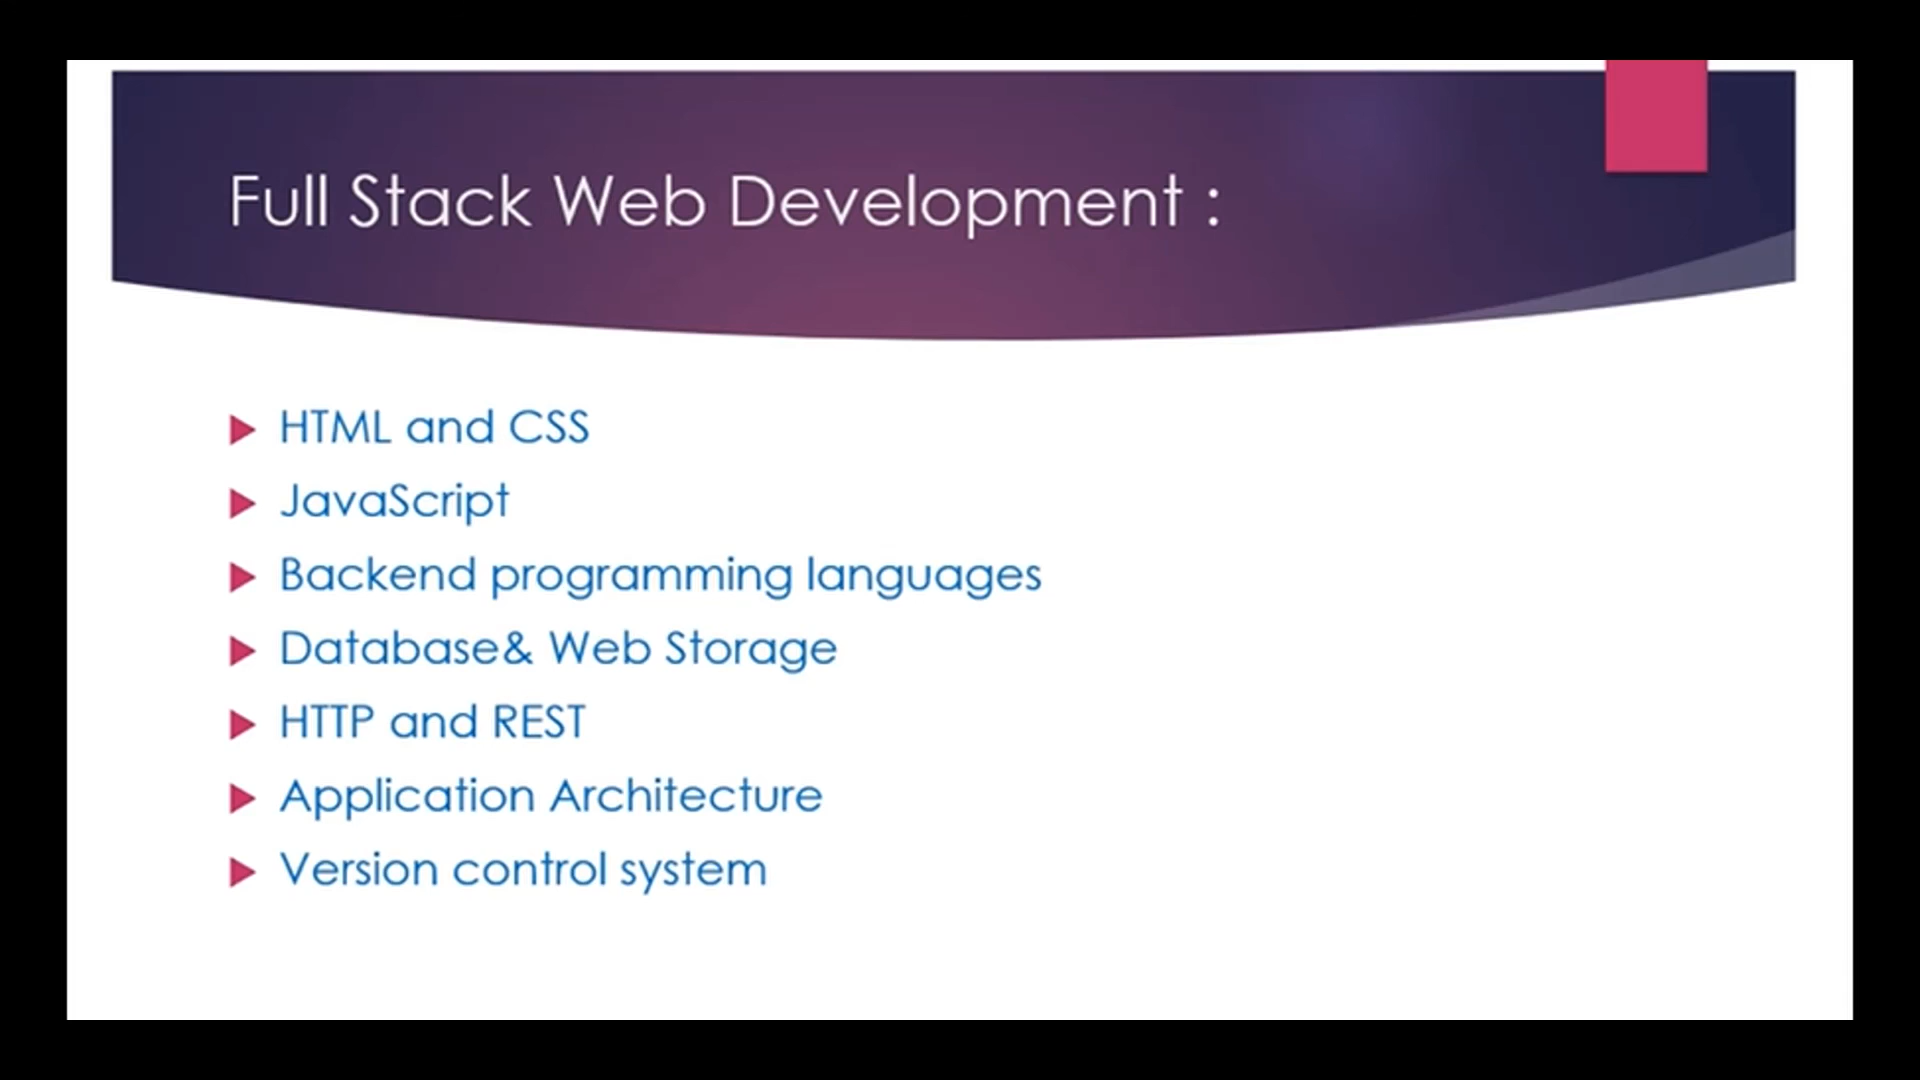 Full Stack Web Development :
HTML and CSS
JavaScript
Backend programming languages
Database& Web Storage
HTTP and REST
Application Architecture
Version control system